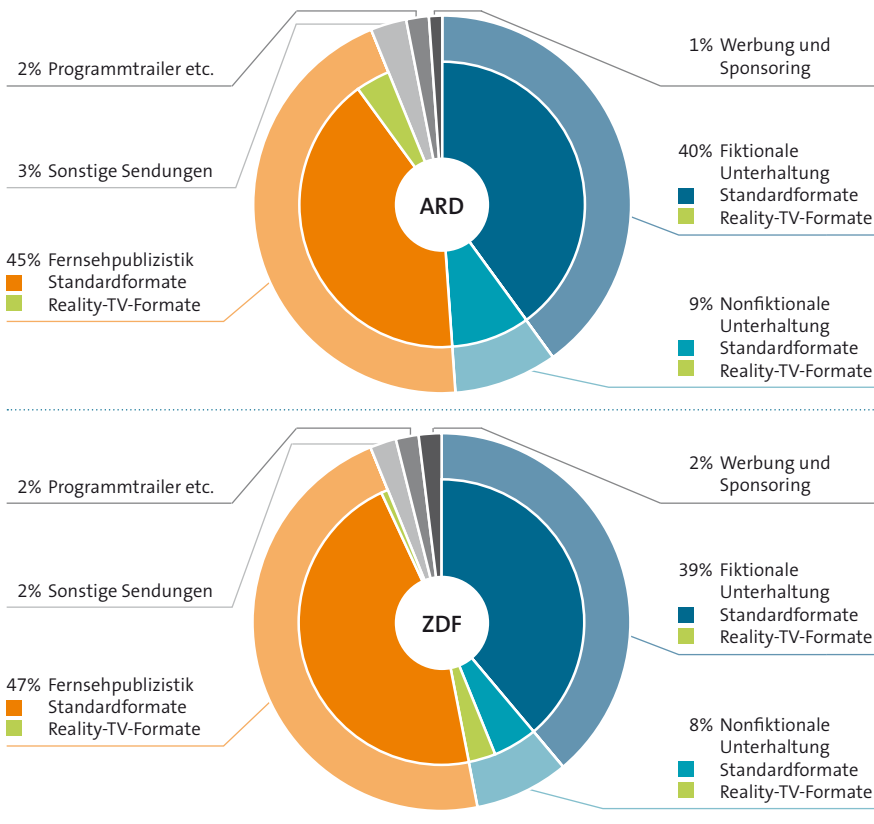 2% Programmtrailer etc.
3% Sonstige Sendungen
45% Fernsehpublizistik
Standardformate
Reality-TV-Formate
ARD
1% Werbung und
Sponsoring
40% Fiktionale
Unterhaltung
Standardformate
Reality-TV-Formate
9% Nonfiktionale
Unterhaltung
Standardformate
Reality-TV-Formate
2% Programmtrailer etc.
2% Sonstige Sendungen
47% Fernsehpublizistik
Standardformate
Reality-TV-Formate
ZDF
2% Werbung und
Sponsoring
39% Fiktionale
Unterhaltung
Standardformate
Reality-TV-Formate
8% Nonfiktionale
Unterhaltung
Standardformate
Reality-TV-Formate